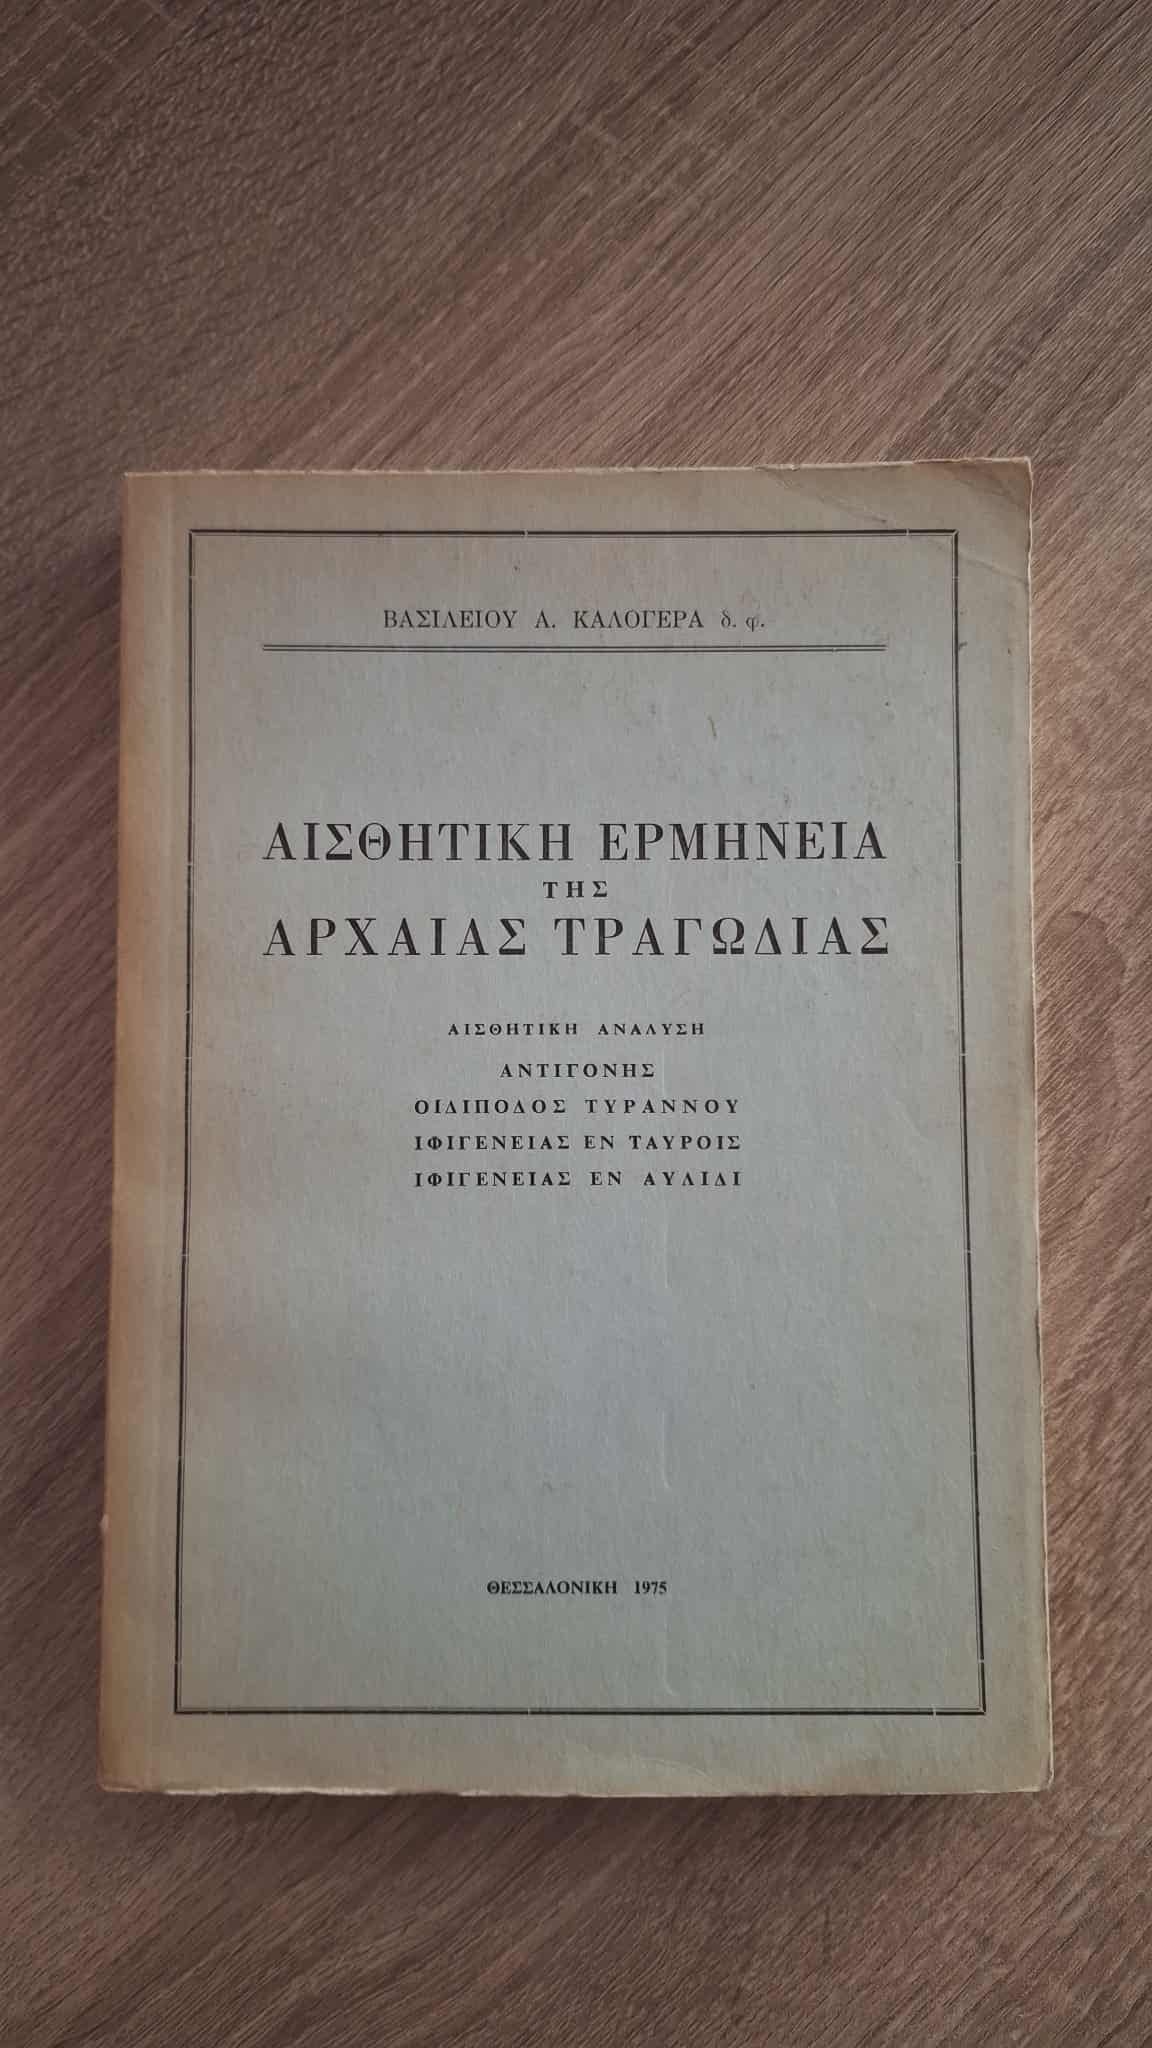 ΒΑΣΙΛΕΙΟΥ Α. ΚΑΛΟΓΕΡΑ δ. φ.
ΑΙΣΘΗΤΙΚΗ ΕΡΜΗΝΕΙΑ
ΤΗΣ
ΑΡΧΑΙΑΣ ΤΡΑΓΩΔΙΑΣ
ΑΙΣΘΗΤΙΚΗ ΑΝΑΛΥΣΗ
ΑΝΤΙΓΟΝΗΣ
ΟΙΔΙΠΟΔΟΣ ΤΥΡΑΝΝΟΥ
ΙΦΙΓΕΝΕΙΑΣ ΕΝ ΤΑΥΡΟΙΣ
ΙΦΙΓΕΝΕΙΑΣ ΕΝ ΑΥΛΙΔΙ
ΘΕΣΣΑΛΟΝΙΚΗ 1975